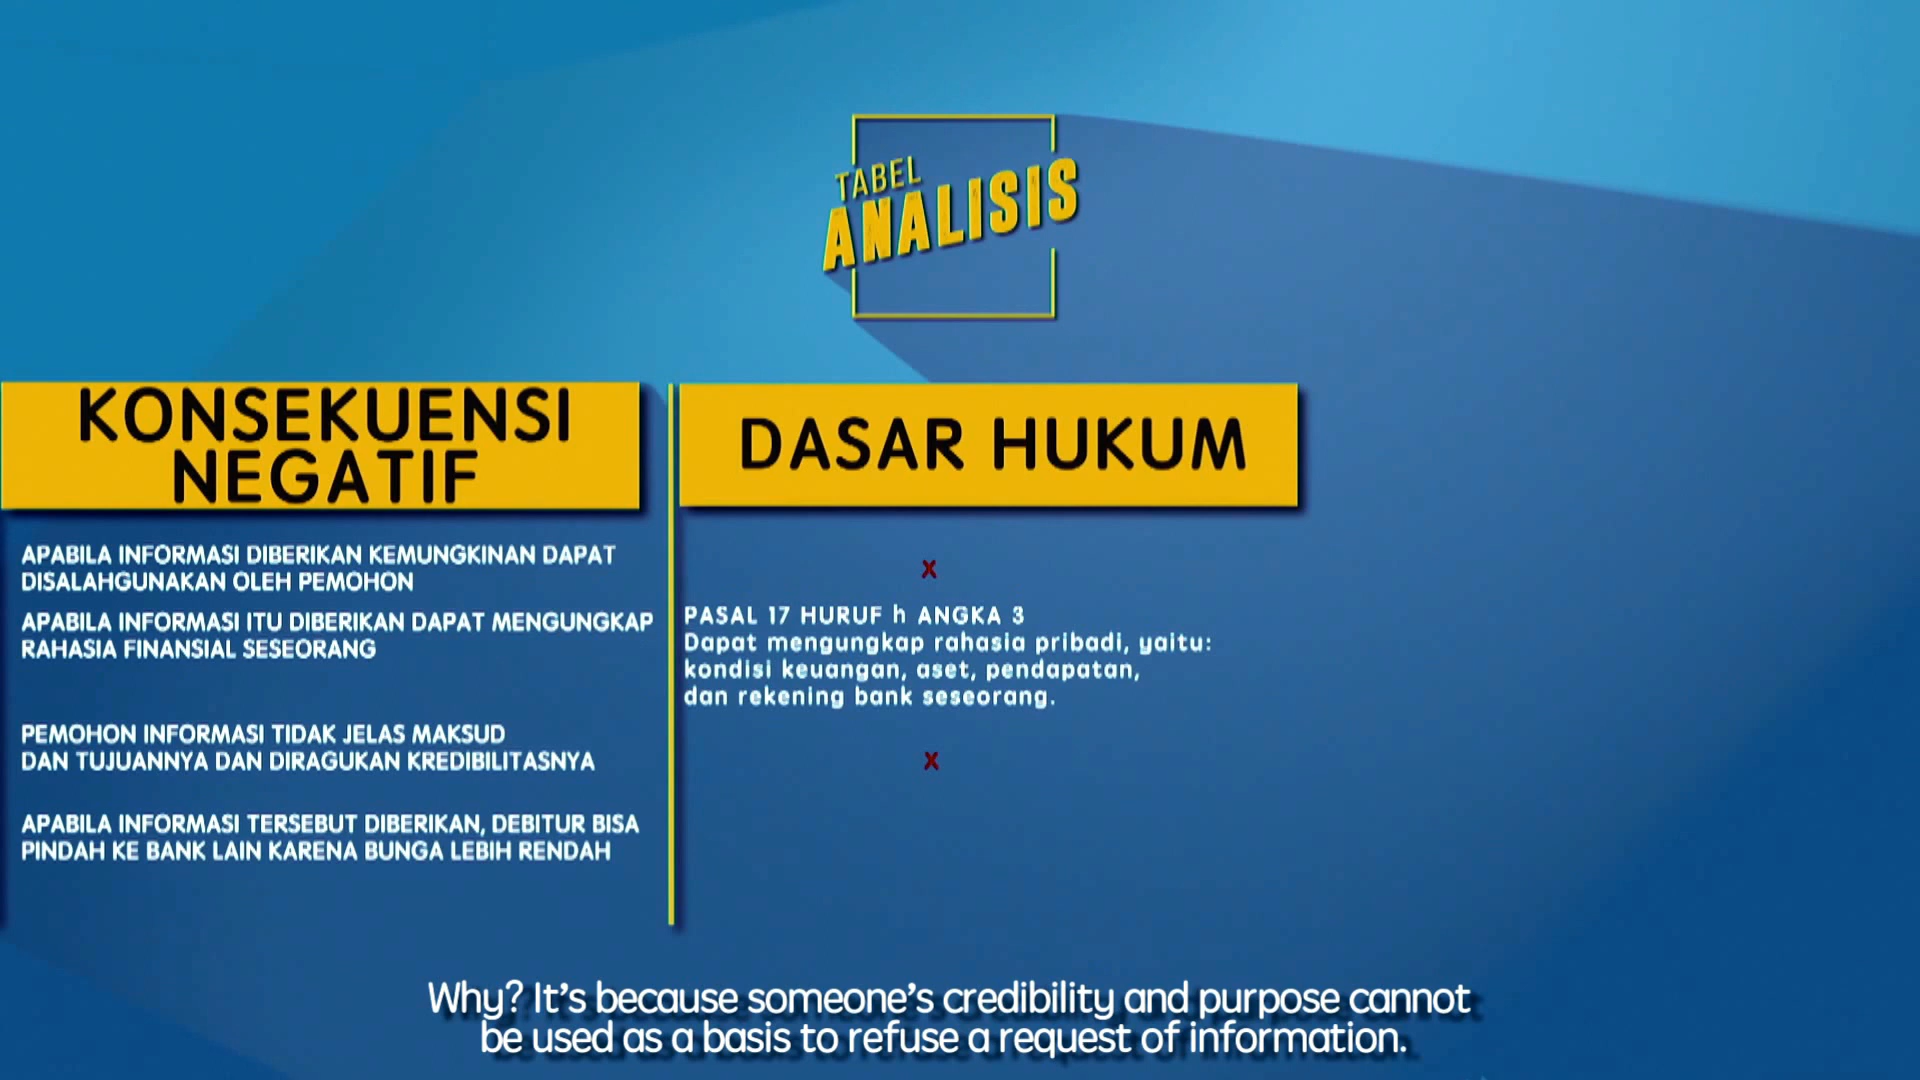 TABEL
ANALISIS
KONSEKUENSI
NEGATIF
DASAR HUKUM
APABILA INFORMASI DIBERIKAN KEMUNGKINAN DAPAT
DISALAHGUNAKAN OLEH PEMOHON
x
APABILA INFORMASI ITU DIBERIKAN DAPAT MENGUNGKAP
RAHASIA FINANSIAL SESEORANG
PASAL 17 HURUF h ANGKA 3
Dapat mengungkap rahasia pribadi, yaitu:
kondisi keuangan, aset, pendapatan,
dan rekening bank seseorang.
PEMOHON INFORMASI TIDAK JELAS MAKSUD
DAN TUJUANNYA DAN DIRAGUKAN KREDIBILITASNYA
x
APABILA INFORMASI TERSEBUT DIBERIKAN, DEBITUR BISA
PINDAH KE BANK LAIN KARENA BUNGA LEBIH RENDAH
Why? It's because someone's credibility and purpose cannot
be used as a basis to refuse a request of information.